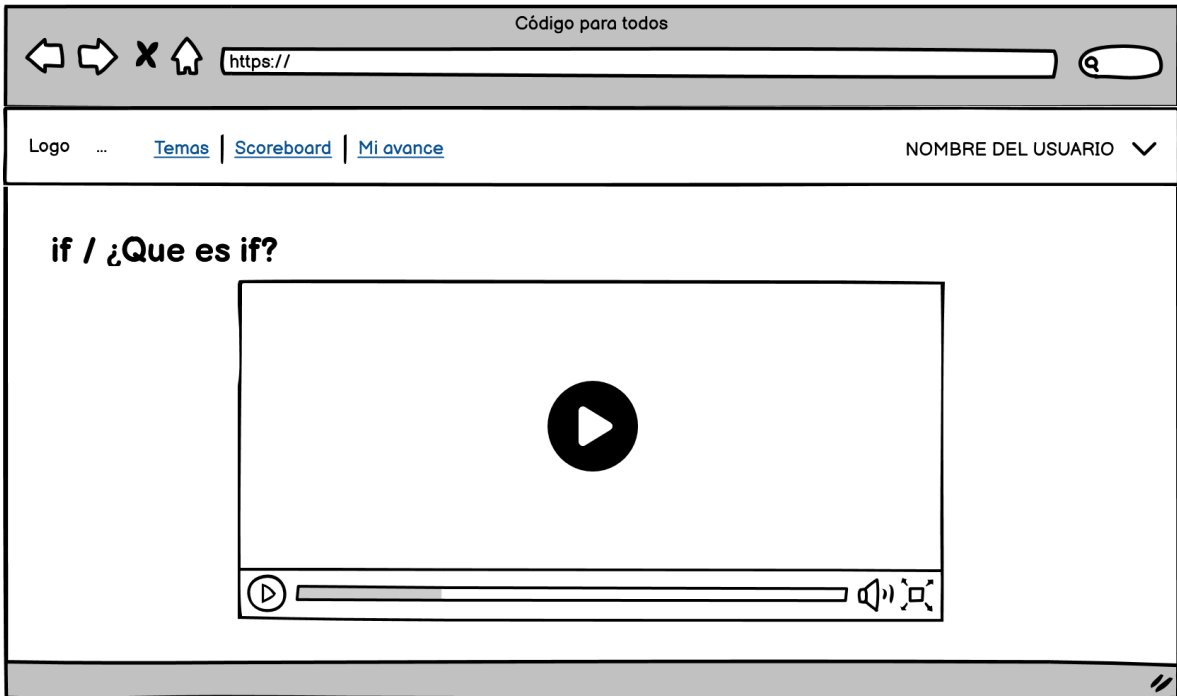 Código para todos
https://
Logo ... Temas | Scoreboard | Mi avance NOMBRE DEL USUARIO
if / ¿Que es if?